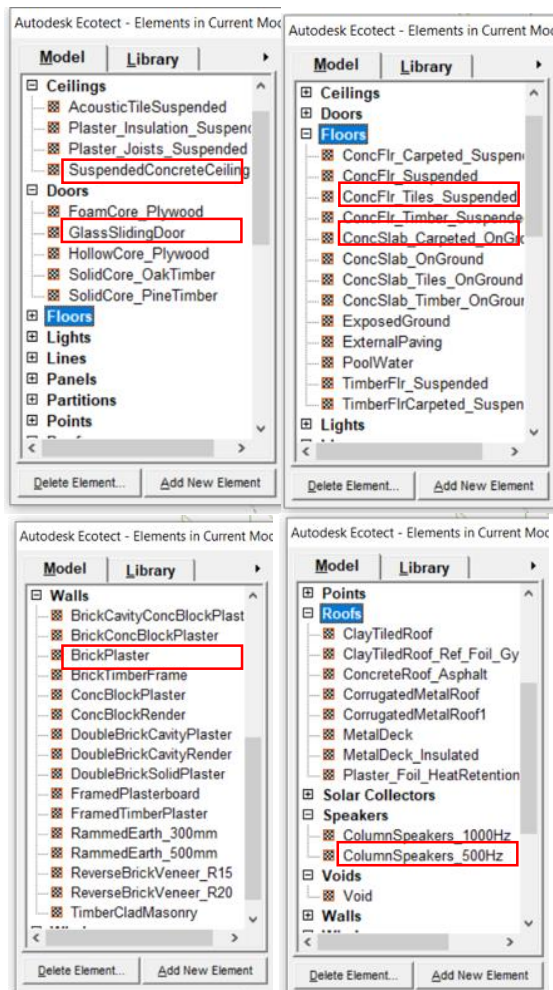 Autodesk Ecotect - Elements in Current Mod
Model
Library
Ceilings
AcousticTileSuspended
Plaster_Insulation_Suspend
Plaster_Joists_Suspended
SuspendedConcreteCeiling
Doors
FoamCore_Plywood
GlassSlidingDoor
HollowCore_Plywood
SolidCore_OakTimber
SolidCore_PineTimber
Floors
Lights
Lines
Panels
Partitions
Points
Delete Element...
Add New Element
Autodesk Ecotect - Elements in Current Moc
Model
Library
Ceilings
Doors
Floors
ConcFlr_Carpeted_Suspen
ConcFlr_Suspended
ConcFlr_Tiles_Suspended
ConcFlr_Timber_Suspende
ConcSlab_Carpeted_OnGr
ConcSlab_OnGround
ConcSlab_Tiles_OnGround
ConcSlab_Timber_OnGrour
ExposedGround
ExternalPaving
PoolWater
TimberFlr_Suspended
TimberFlrCarpeted_Suspen
Lights
Delete Element...
Add New Element
Autodesk Ecotect - Elements in Current Moc
Model
Library
Walls
BrickCavityConcBlockPlast
BrickConcBlockPlaster
BrickPlaster
BrickTimberFrame
ConcBlockPlaster
ConcBlockRender
DoubleBrickCavityPlaster
DoubleBrickCavityRender
DoubleBrickSolidPlaster
FramedPlasterboard
FramedTimberPlaster
RammedEarth_300mm
RammedEarth_500mm
ReverseBrickVeneer_R15
ReverseBrickVeneer_R20
TimberCladMasonry
Delete Element...
Add New Element
Autodesk Ecotect - Elements in Current Moc
Model
Library
Points
Roofs
ClayTiledRoof
ClayTiledRoof_Ref_Foil_Gy
ConcreteRoof_Asphalt
CorrugatedMetalRoof
CorrugatedMetalRoof1
MetalDeck
MetalDeck_Insulated
Plaster_Foil_HeatRetention
Solar Collectors
Speakers
ColumnSpeakers_1000Hz
ColumnSpeakers_500Hz
Voids
Void
Walls
Delete Element...
Add New Element